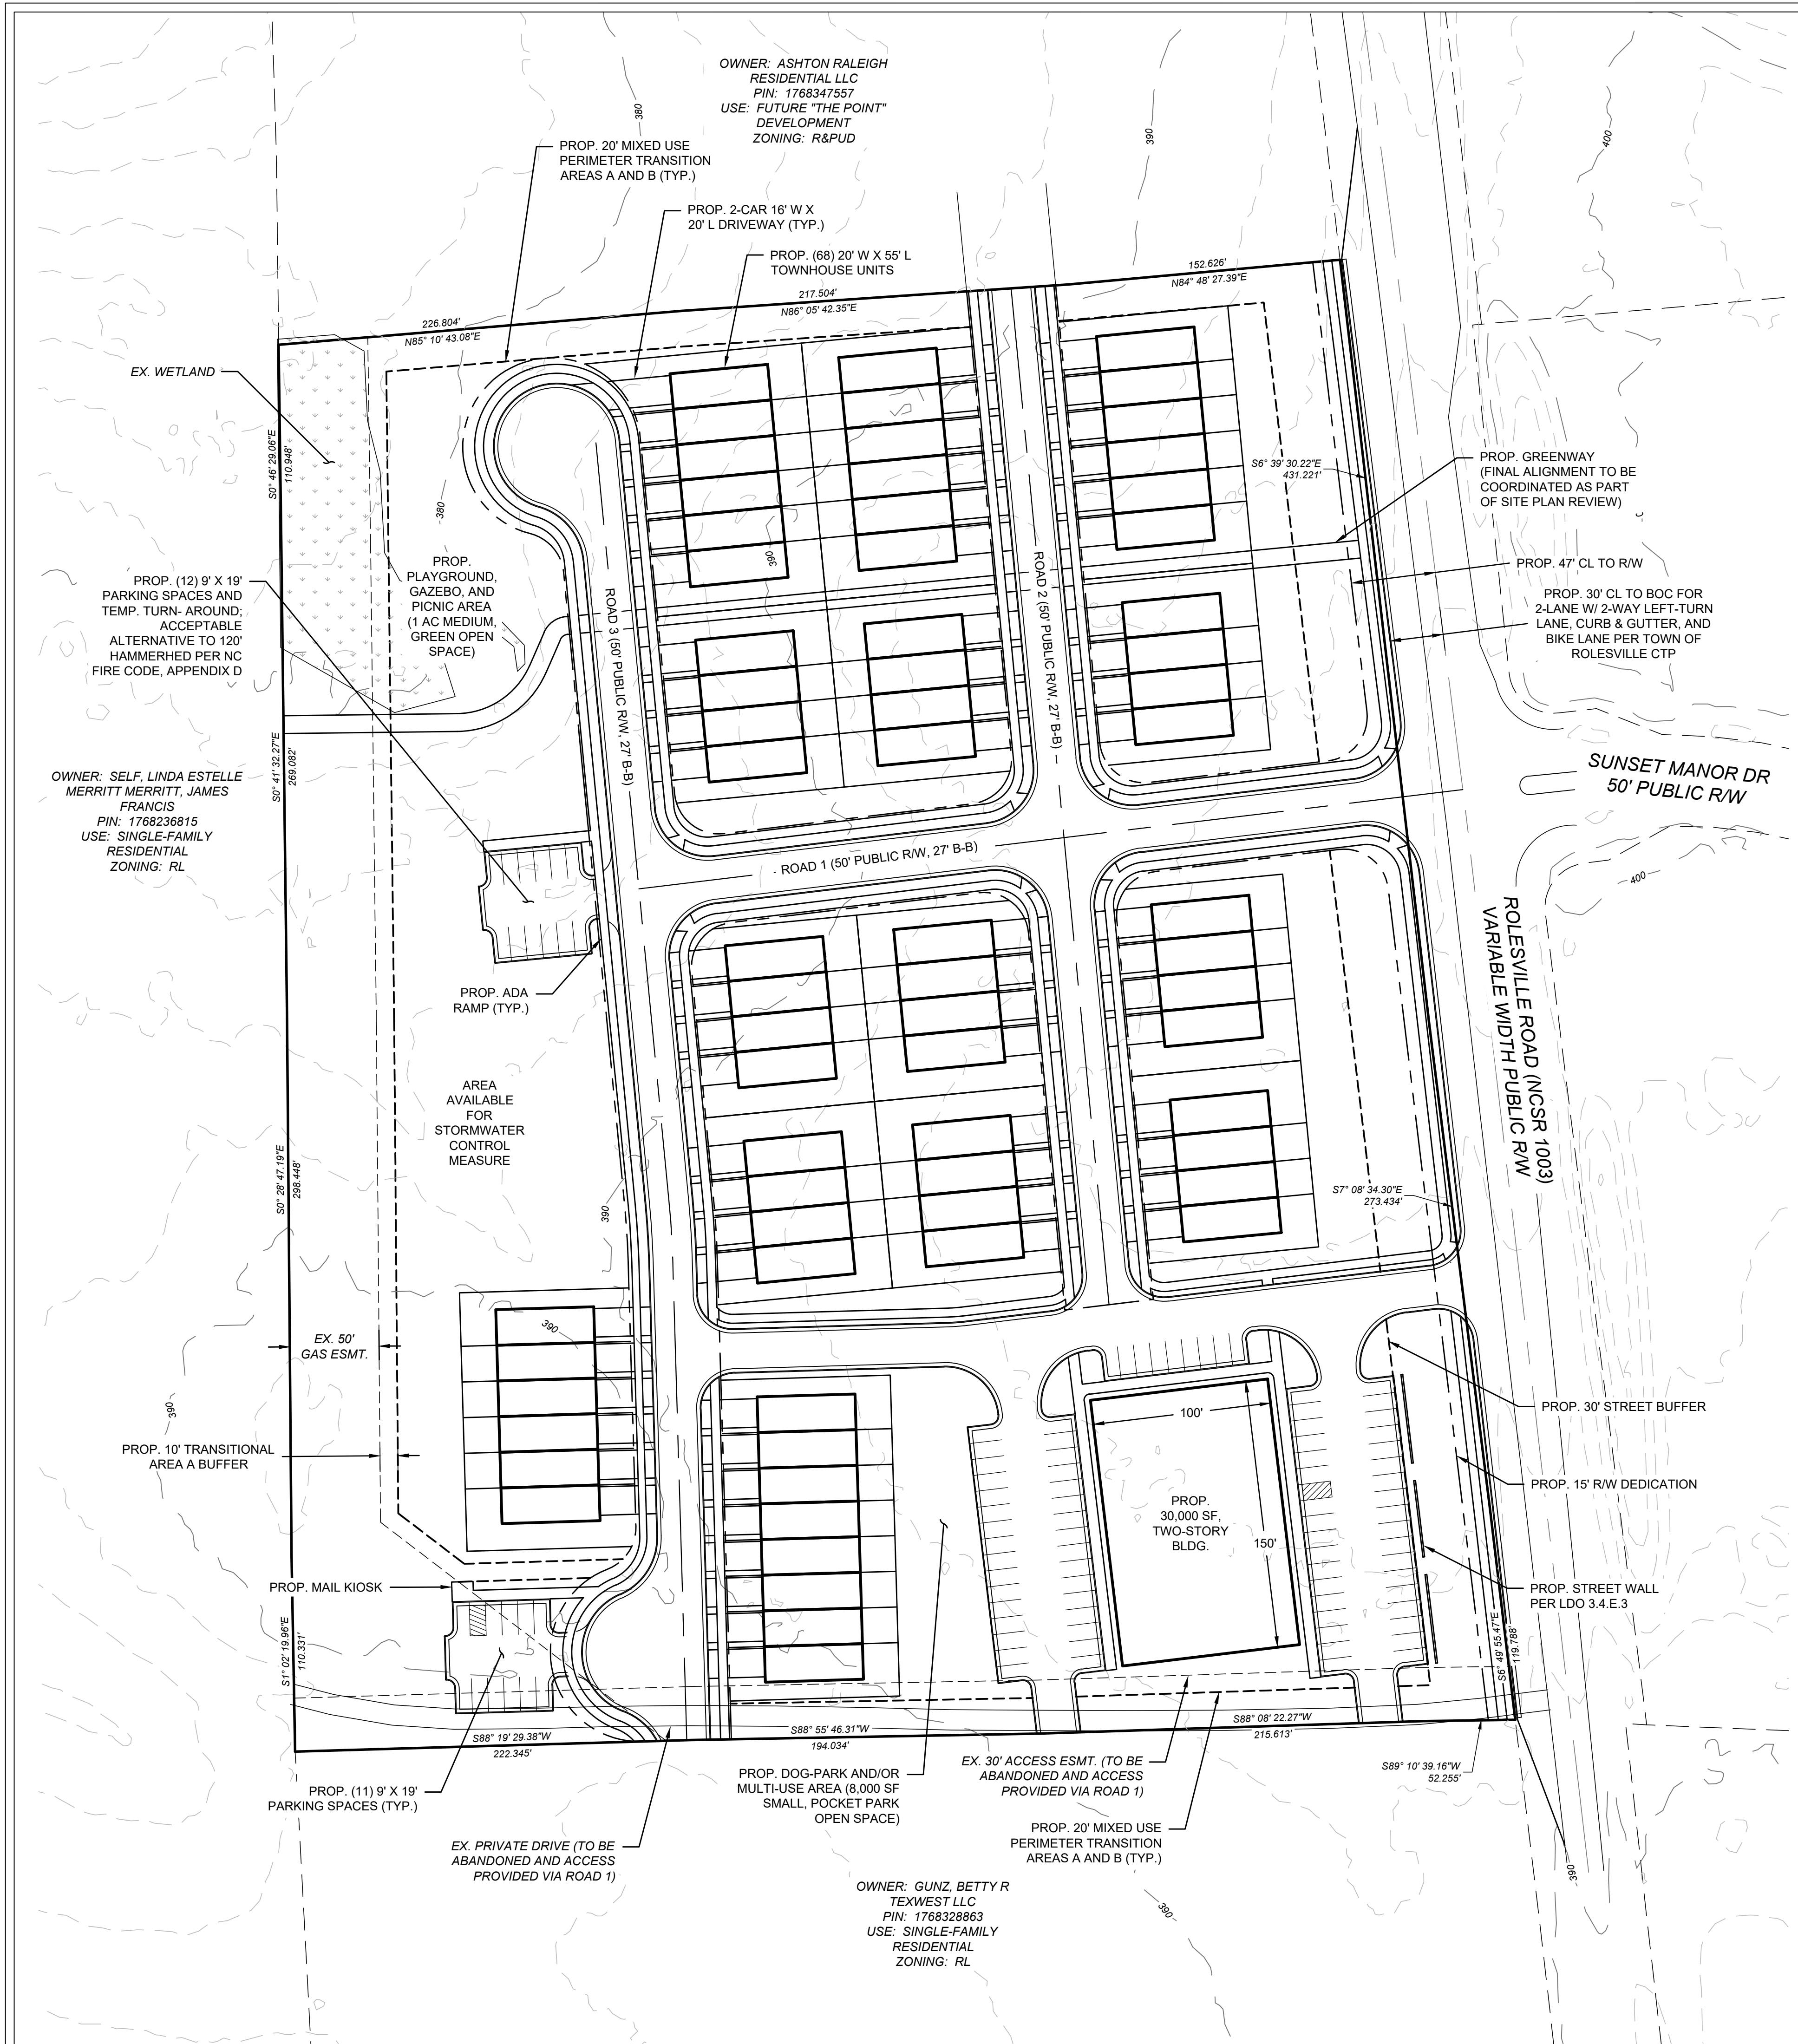 OWNER: ASHTON RALEIGH
RESIDENTIAL LLC
PIN: 1768347557
USE: FUTURE "THE POINT"
DEVELOPMENT
ZONING: R&PUD
380
390
400
PROP. 20' MIXED USE
PERIMETER TRANSITION
AREAS A AND B (TYP.)
PROP. 2-CAR 16' W X
20' L DRIVEWAY (TYP.)
PROP. (68) 20' W X 55' L
TOWNHOUSE UNITS
152.626'
N84° 48' 27.39"E
217.504'
N86° 05' 42.35"E
226.804'
N85° 10' 43.08"E
EX. WETLAND
S0° 46' 29.06"E
110.948'
380
S6° 39' 30.22"E
431.221'
PROP. GREENWAY
(FINAL ALIGNMENT TO BE
COORDINATED AS PART
OF SITE PLAN REVIEW)
390
PROP.
PLAYGROUND,
GAZEBO, AND
PICNIC AREA
(1 AC MEDIUM,
GREEN OPEN
SPACE)
PROP. (12) 9' X 19'
PARKING SPACES AND
TEMP. TURN- AROUND;
ACCEPTABLE
ALTERNATIVE TO 120'
HAMMERHED PER NC
FIRE CODE, APPENDIX D
PROP. 47' CL TO R/W
PROP. 30' CL TO BOC FOR
2-LANE W/ 2-WAY LEFT-TURN
LANE, CURB & GUTTER, AND
BIKE LANE PER TOWN OF
ROLESVILLE CTP
ROAD 3 (50' PUBLIC R/W, 27' B-B)
ROAD 2 (50' PUBLIC R/W, 27' B-B)
S0° 41' 32.27"E
269.082'
OWNER: SELF, LINDA ESTELLE
MERRITT MERRITT, JAMES
FRANCIS
PIN: 1768236815
USE: SINGLE-FAMILY
RESIDENTIAL
ZONING: RL
SUNSET MANOR DR
50' PUBLIC R/W
ROAD 1 (50' PUBLIC R/W, 27' B-B)
400
ROLESVILLE ROAD (NCSR 1003)
VARIABLE WIDTH PUBLIC R/W
PROP. ADA
RAMP (TYP.)
AREA
AVAILABLE
FOR
STORMWATER
CONTROL
MEASURE
S0° 28' 47.19"E
298.448'
390
S7° 08' 34.30"E
273.434'
390
EX. 50'
GAS ESMT.
390
PROP. 30' STREET BUFFER
100'
PROP. 10' TRANSITIONAL
AREA A BUFFER
PROP. 15' R/W DEDICATION
PROP.
30,000 SF,
TWO-STORY
BLDG.
150'
PROP. MAIL KIOSK
PROP. STREET WALL
PER LDO 3.4.E.3
S1° 02' 19.96"E
110.331'
S6° 49' 55.47"E
119.788'
S88° 19' 29.38"W
222.345'
S88° 55' 46.31"W
194.034'
S88° 08' 22.27"W
215.613'
S89° 10' 39.16"W
52.255'
PROP. (11) 9' X 19'
PARKING SPACES (TYP.)
PROP. DOG-PARK AND/OR
MULTI-USE AREA (8,000 SF
SMALL, POCKET PARK
OPEN SPACE)
EX. 30' ACCESS ESMT. (TO BE
ABANDONED AND ACCESS
PROVIDED VIA ROAD 1)
EX. PRIVATE DRIVE (TO BE
ABANDONED AND ACCESS
PROVIDED VIA ROAD 1)
PROP. 20' MIXED USE
PERIMETER TRANSITION
AREAS A AND B (TYP.)
390
OWNER: GUNZ, BETTY R
TEXWEST LLC
PIN: 1768328863
USE: SINGLE-FAMILY
RESIDENTIAL
ZONING: RL
390